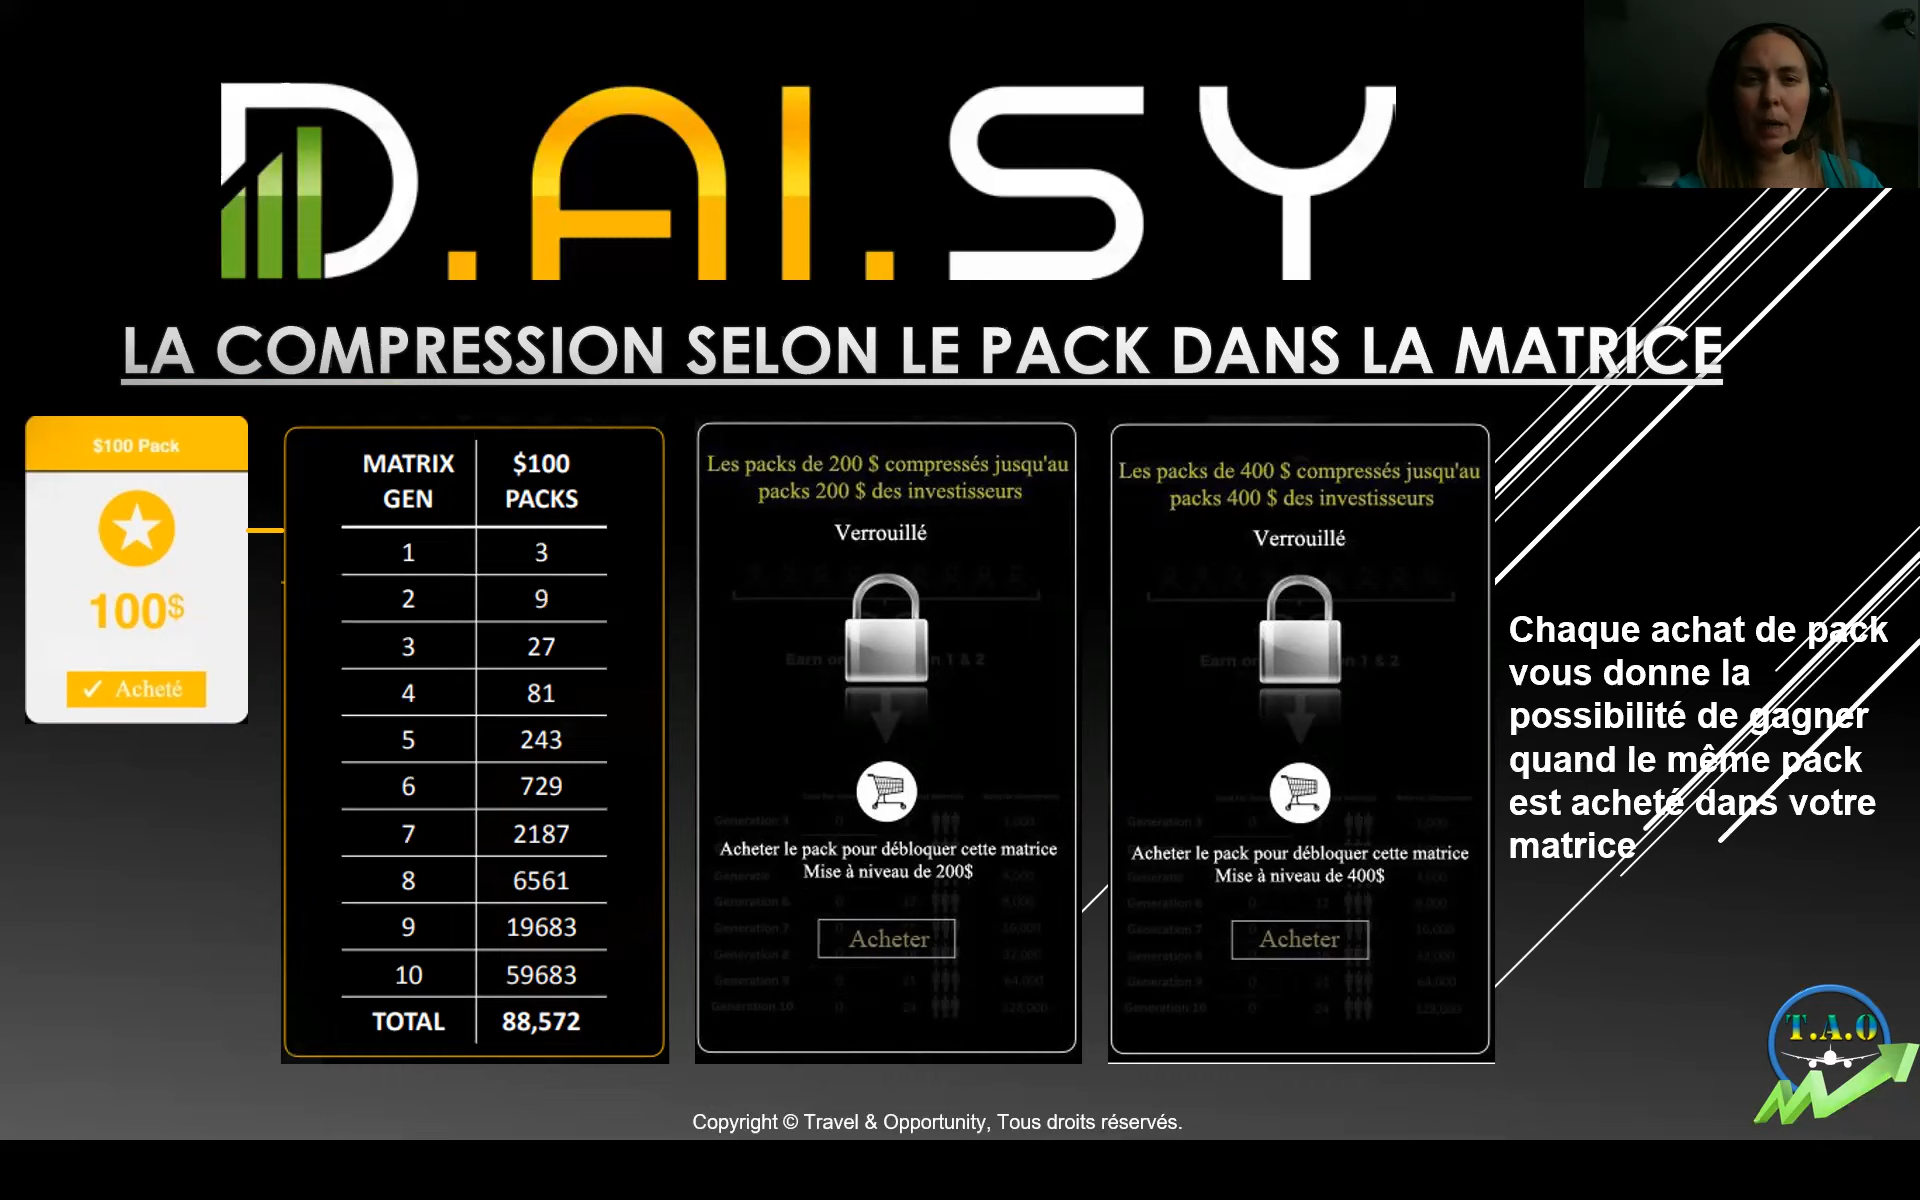 D.AI.SY
LA COMPRESSION SELON LE PACK DANS LA MATRICE
$100 Pack
100$
✓ Acheté
MATRIX GEN $100 PACKS
1 3
2 9
3 27
4 81
5 243
6 729
7 2187
8 6561
9 19683
10 59683
TOTAL 88,572
Les packs de 200 $ compressés jusqu'au
packs 200 $ des investisseurs
Verrouillé
Acheter le pack pour débloquer cette matrice
Mise à niveau de 200$
Acheter
Les packs de 400 $ compressés jusqu'au
packs 400 $ des investisseurs
Verrouillé
Acheter le pack pour débloquer cette matrice
Mise à niveau de 400$
Acheter
Chaque achat de pack
vous donne la
possibilité de gagner
quand le même pack
est acheté dans votre
matrice
T.A.O
Copyright © Travel & Opportunity, Tous droits réservés.